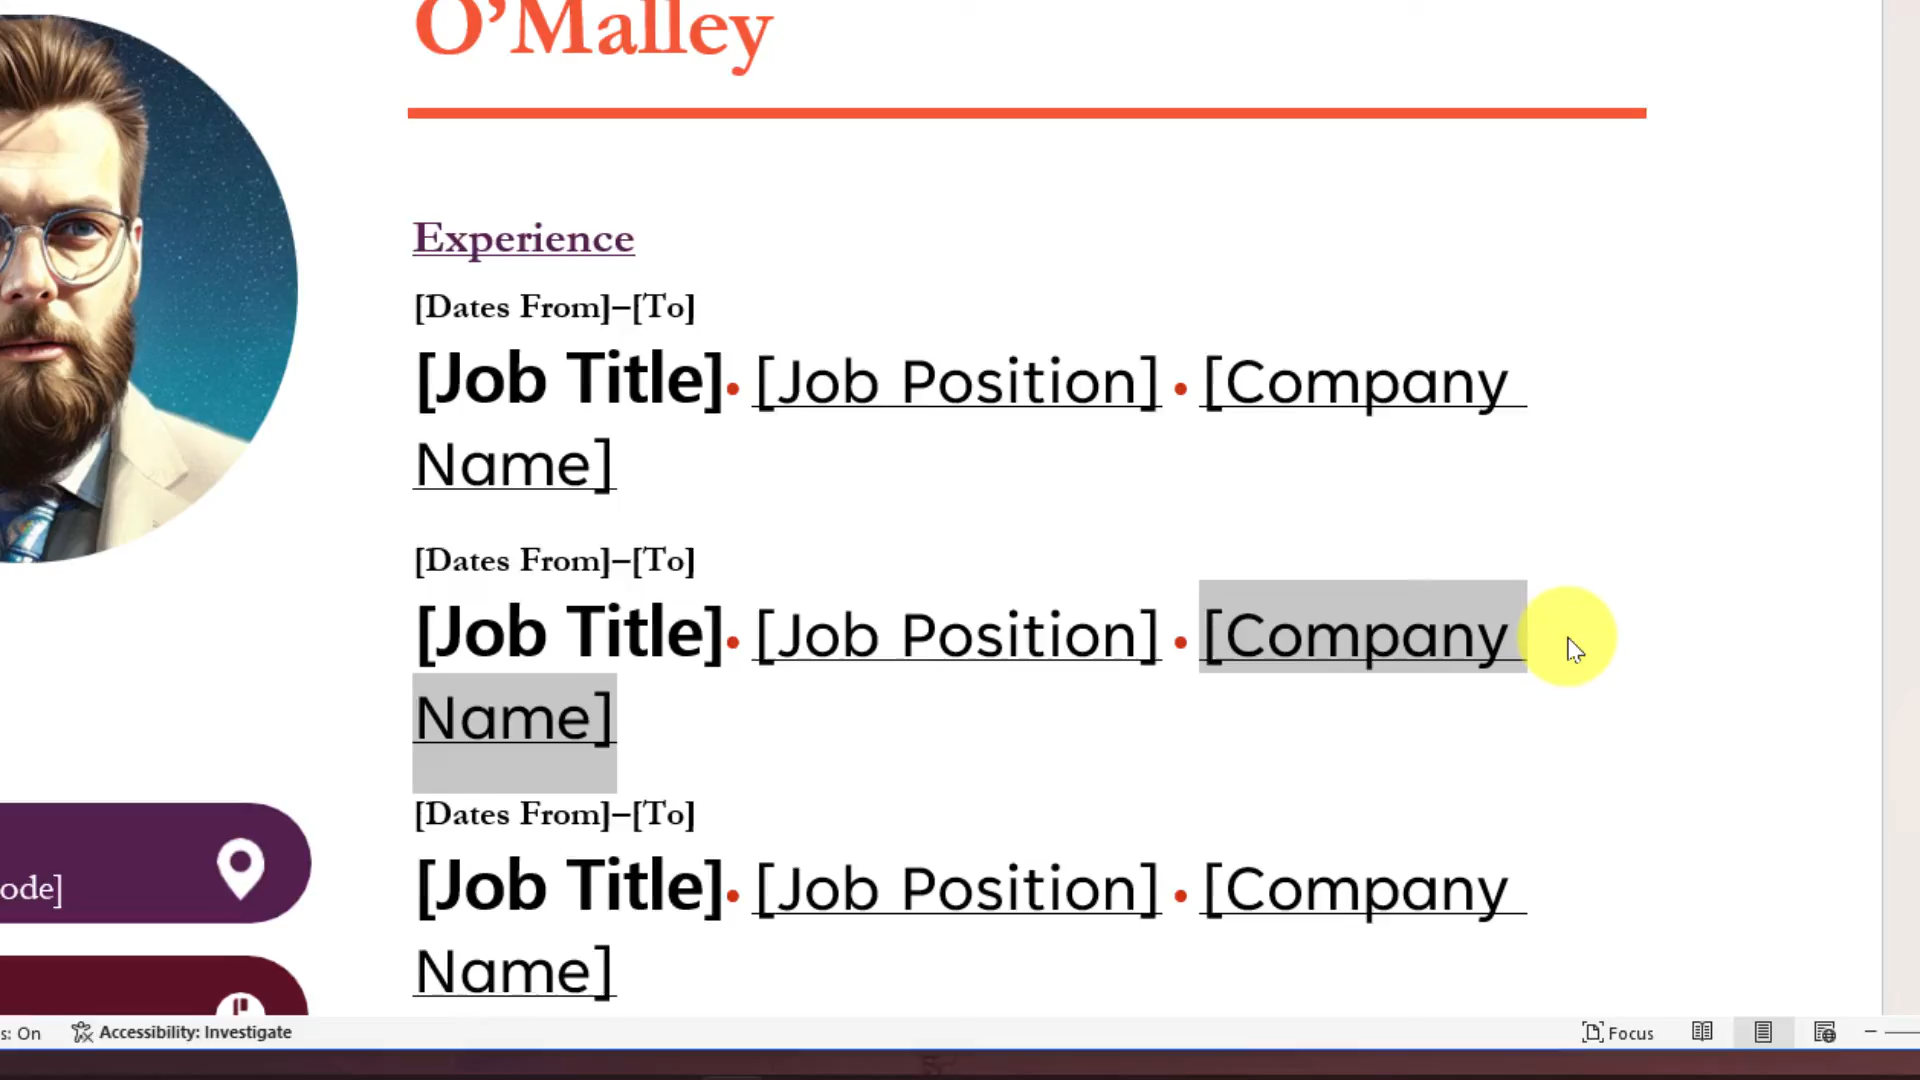 O’Malley
Experience
[Dates From]–[To]
[Job Title]• [Job Position] • [Company
Name]
[Dates From]–[To]
[Job Title]• [Job Position] • [Company
Name]
[Dates From]–[To]
[Job Title]• [Job Position] • [Company
Name]
ode]
s: On
Accessibility: Investigate
Focus